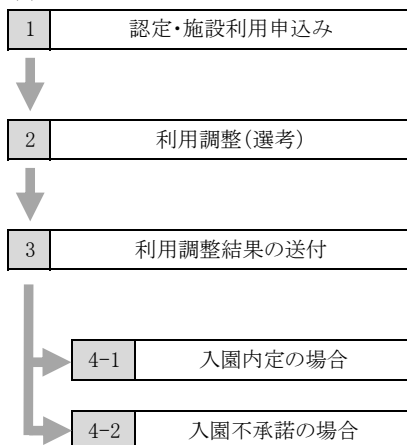 1 認定・施設利用申込み
2 利用調整(選考)
3 利用調整結果の送付
4-1 入園内定の場合
4-2 入園不承諾の場合